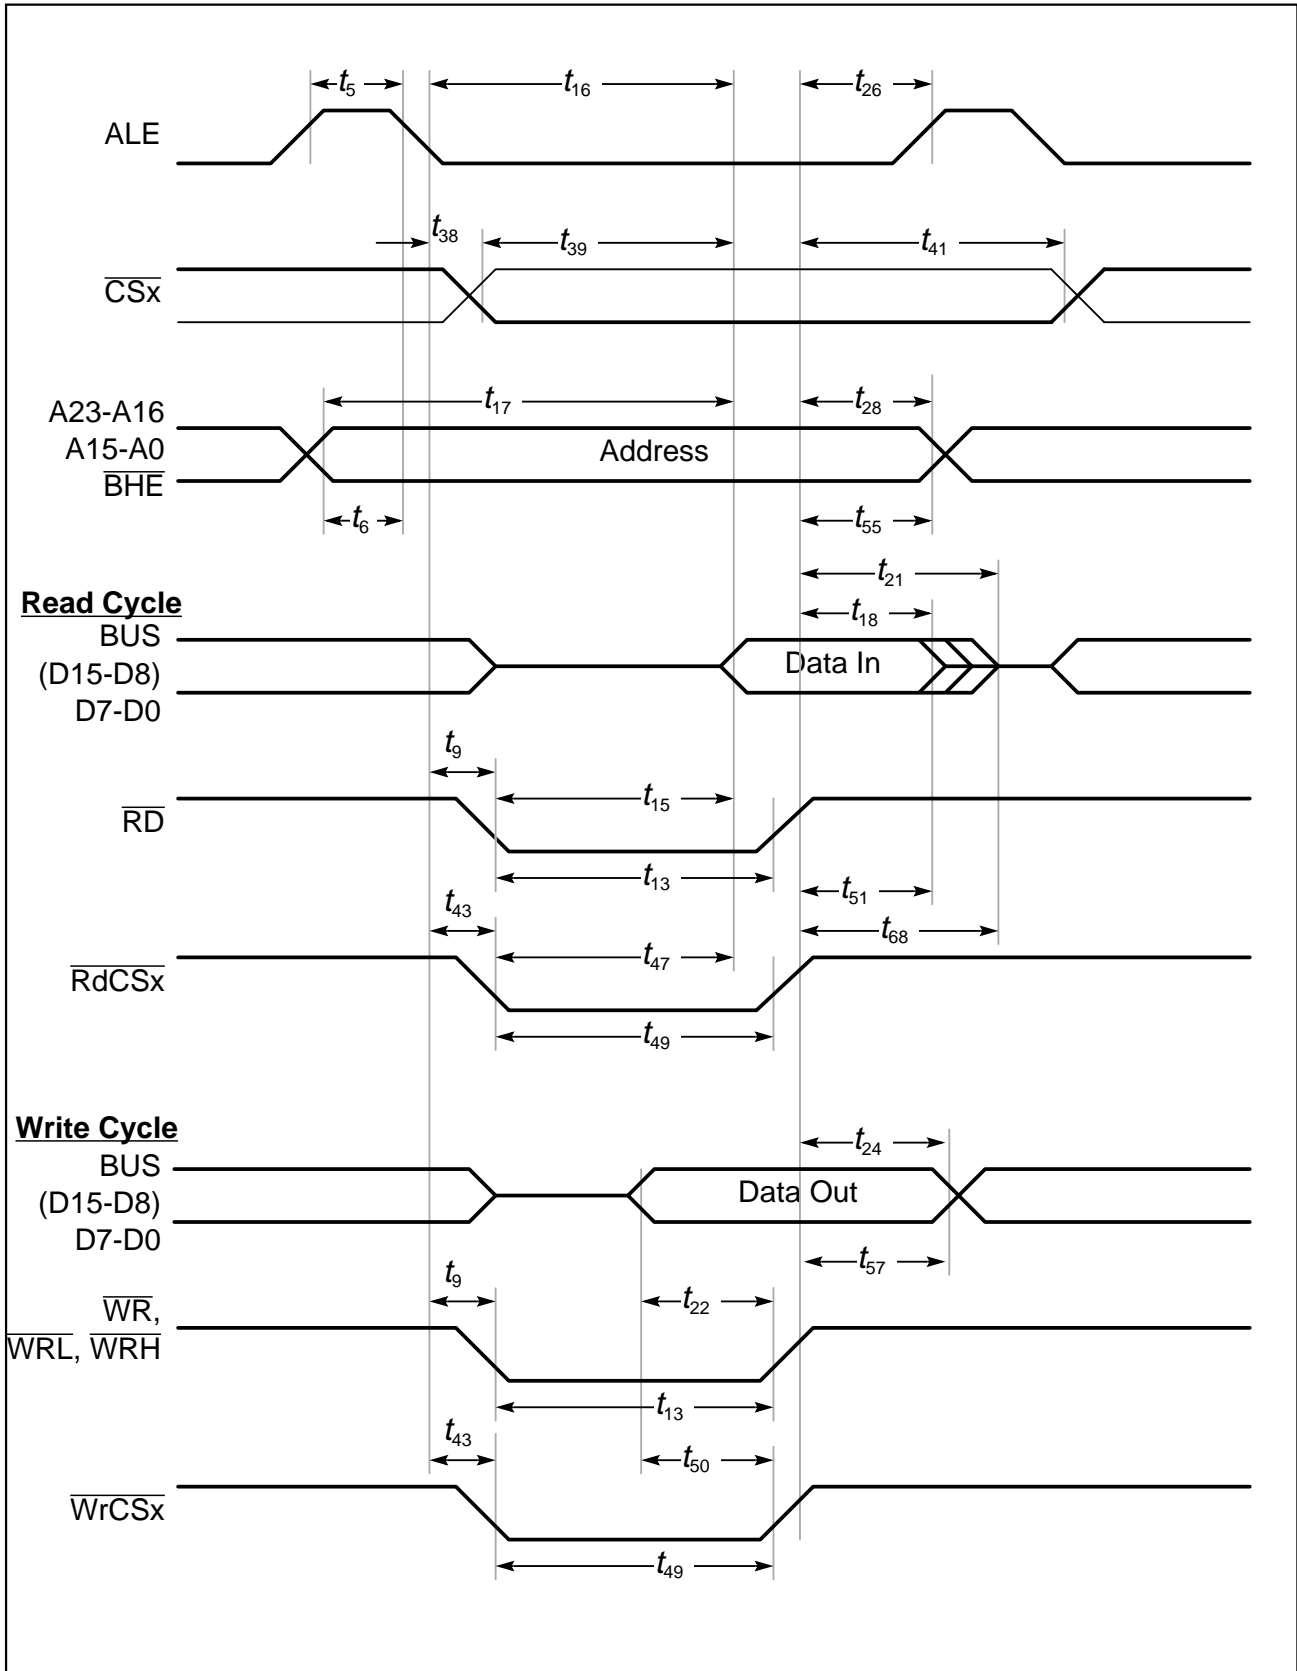 t5 t16 t26
ALE
t38 t39 t41
CSx
t17 t28
A23-A16
A15-A0
BHE
Address
t6 t55
t21
Read Cycle
t18
BUS
(D15-D8)
D7-D0
Data In
t9
t15
RD
t13 t51
t43 t68
t47
RdCSx
t49
Write Cycle
t24
BUS
(D15-D8)
D7-D0
Data Out
t57
t9 t22
WR,
WRL, WRH
t13
t43 t50
WrCSx
t49